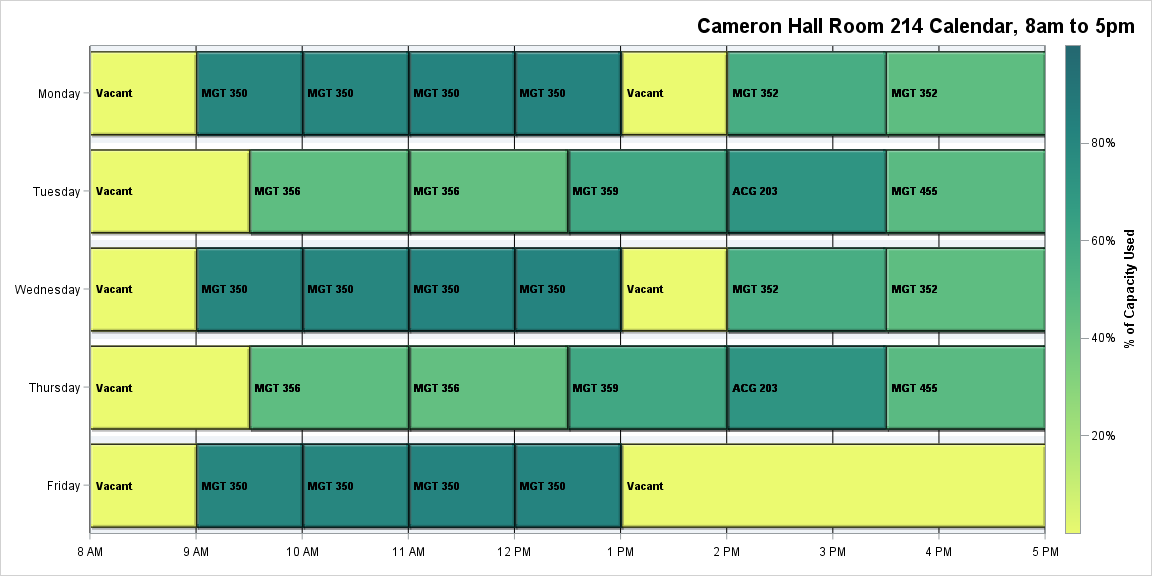 Cameron Hall Room 214 Calendar, 8am to 5pm
Monday Vacant MGT 350 MGT 350 MGT 350 MGT 350 Vacant MGT 352 MGT 352
Tuesday Vacant MGT 356 MGT 356 MGT 359 ACG 203 MGT 455
Wednesday Vacant MGT 350 MGT 350 MGT 350 MGT 350 Vacant MGT 352 MGT 352
Thursday Vacant MGT 356 MGT 356 MGT 359 ACG 203 MGT 455
Friday Vacant MGT 350 MGT 350 MGT 350 MGT 350 Vacant
8 AM 9 AM 10 AM 11 AM 12 PM 1 PM 2 PM 3 PM 4 PM 5 PM
80%
60%
40%
20%
% of Capacity Used